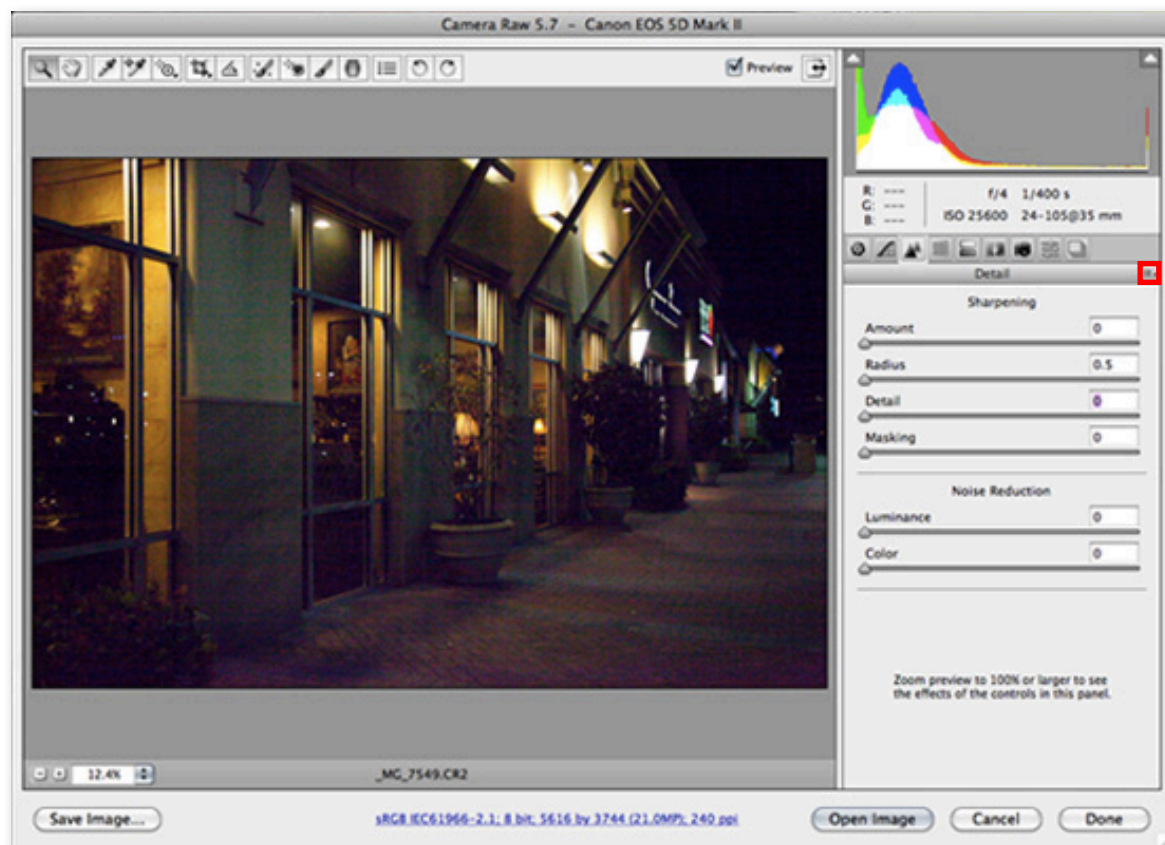 Camera Raw 5.7 – Canon EOS 5D Mark II
Preview
R: ---
G: ---
B: ---
f/4 1/400 s
ISO 25600 24-105@35 mm
Detail
Sharpening
Amount 0
Radius 0.5
Detail 0
Masking 0
Noise Reduction
Luminance 0
Color 0
Zoom preview to 100% or larger to see
the effects of the controls in this panel.
12.4%
_MG_7549.CR2
Save Image...
sRGB IEC61966-2.1; 8 bit; 5616 by 3744 (21.0MP); 240 ppi
Open Image
Cancel
Done